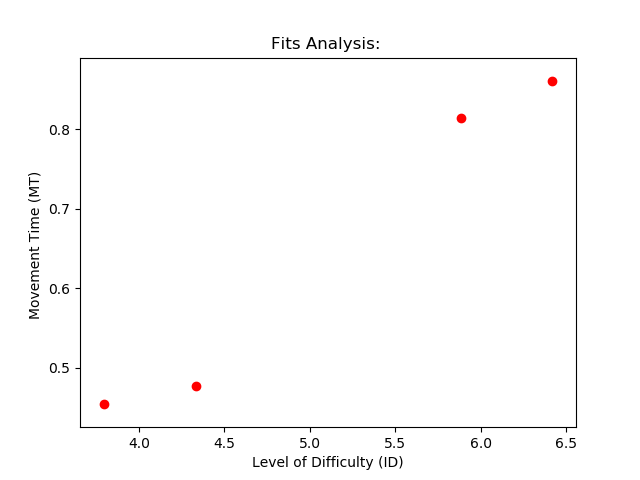 Fits Analysis:
Movement Time (MT)
0.8
0.7
0.6
0.5
4.0 4.5 5.0 5.5 6.0 6.5
Level of Difficulty (ID)